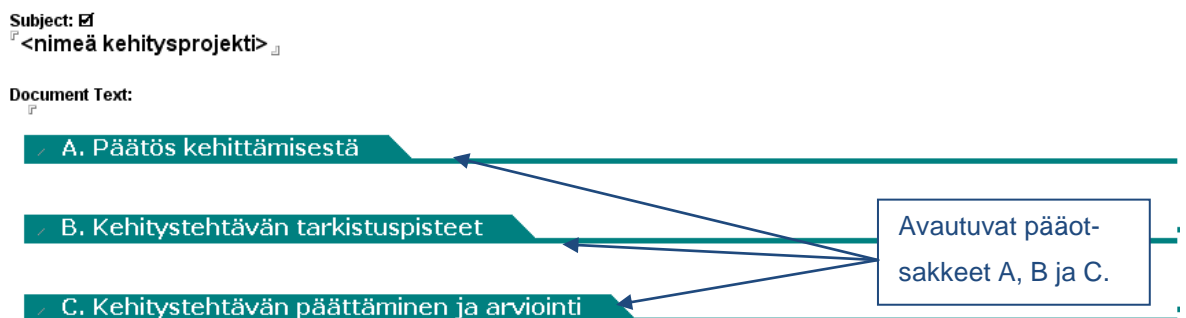 Subject: ☑
<nimeä kehitysprojekti>
Document Text:
A. Päätös kehittämisestä
B. Kehitystehtävän tarkistuspisteet
Avautuvat pääot-
sakkeet A, B ja C.
C. Kehitystehtävän päättäminen ja arviointi